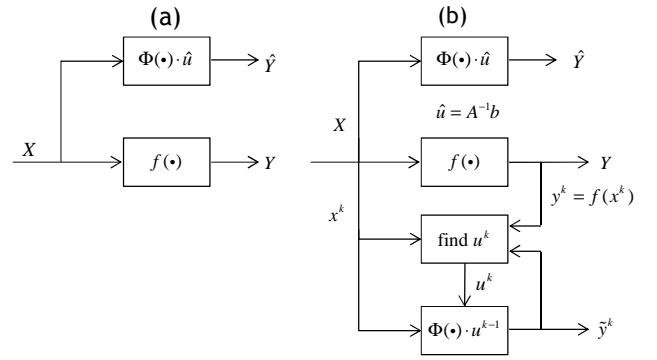 (a)
Φ(•)·û
Ŷ
X
f(•)
Y
(b)
Φ(•)·û
Ŷ
X
û = A⁻¹b
f(•)
Y
yᵏ = f(xᵏ)
xᵏ
find uᵏ
uᵏ
Φ(•)·uᵏ⁻¹
ỹᵏ